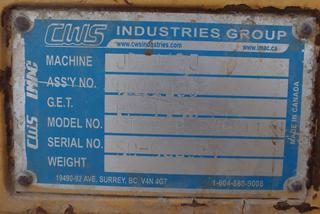 CWS INDUSTRIES GROUP
www.cwsindustries.com www.imac.ca
MACHINE
ASS'Y NO.
G.E.T.
MODEL NO.
SERIAL NO.
WEIGHT
19490-92 AVE, SURREY, BC, V4N 4G7 1-604-888-9008
CWS IMAC
MADE IN CANADA